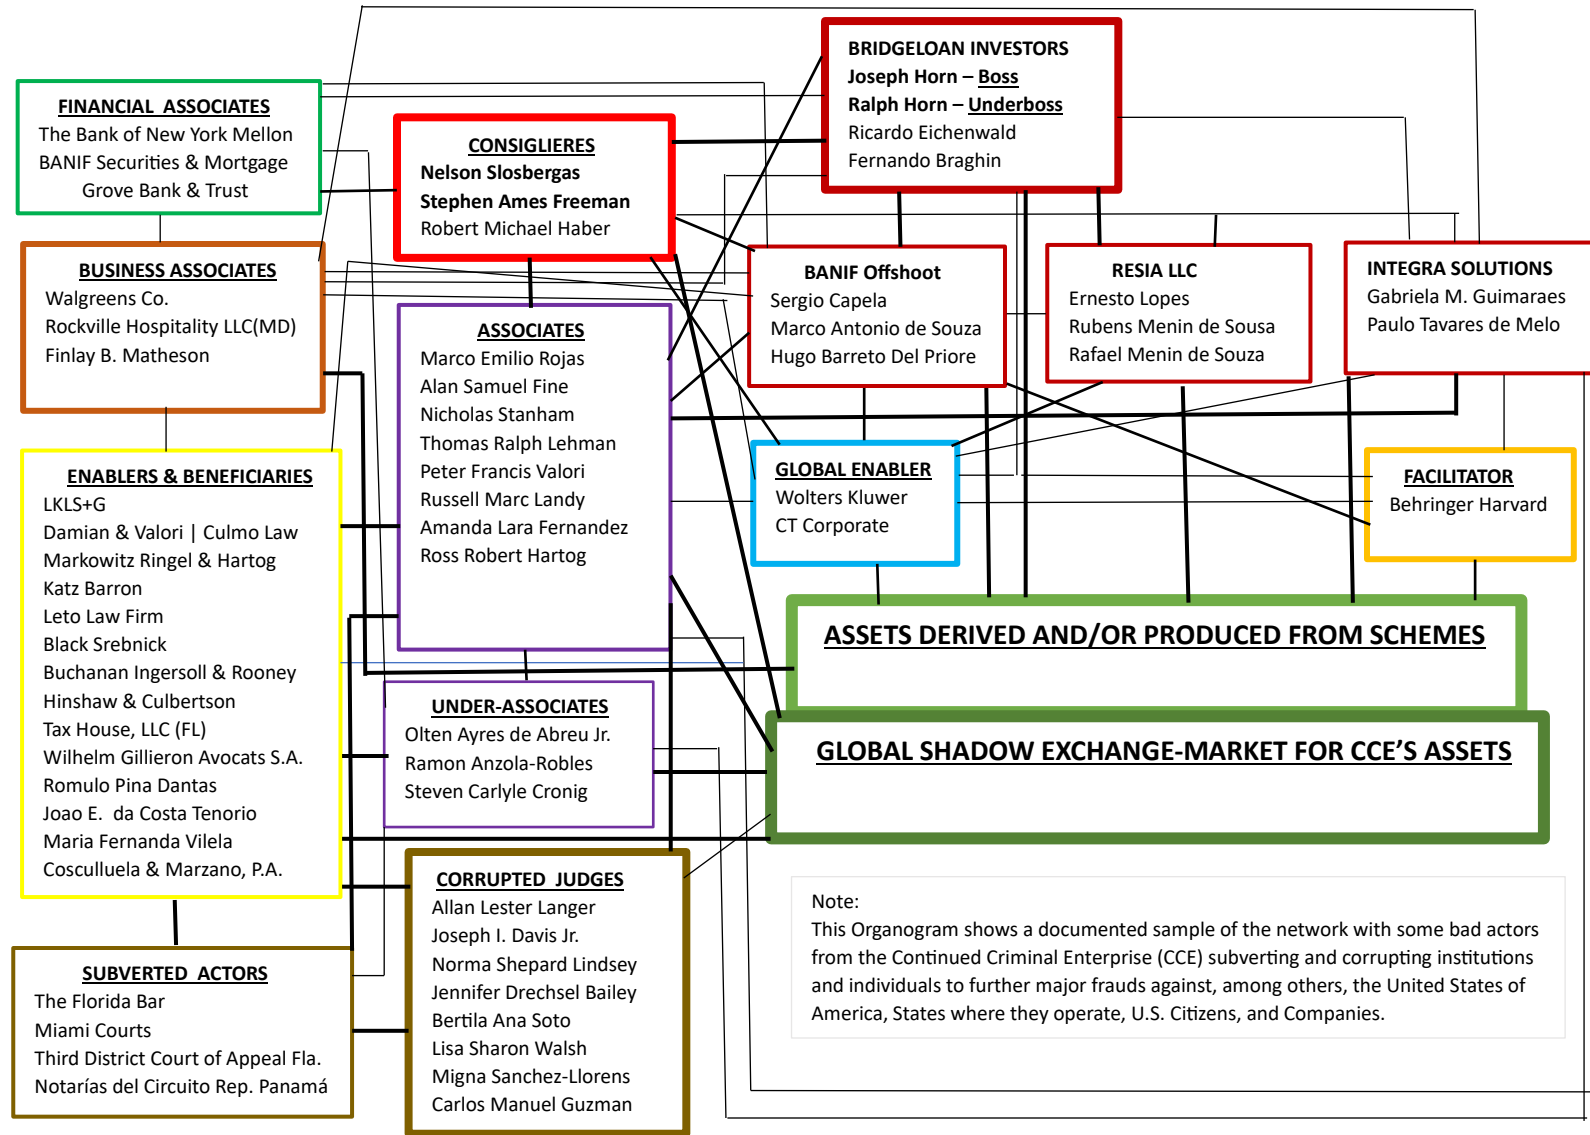 BRIDGELOAN INVESTORS
Joseph Horn – Boss
Ralph Horn – Underboss
Ricardo Eichenwald
Fernando Braghin
FINANCIAL ASSOCIATES
The Bank of New York Mellon
BANIF Securities & Mortgage
Grove Bank & Trust
CONSIGLIERES
Nelson Slosbergas
Stephen Ames Freeman
Robert Michael Haber
BUSINESS ASSOCIATES
Walgreens Co.
Rockville Hospitality LLC(MD)
Finlay B. Matheson
BANIF Offshoot
Sergio Capela
Marco Antonio de Souza
Hugo Barreto Del Priore
RESIA LLC
Ernesto Lopes
Rubens Menin de Sousa
Rafael Menin de Souza
INTEGRA SOLUTIONS
Gabriela M. Guimaraes
Paulo Tavares de Melo
ASSOCIATES
Marco Emilio Rojas
Alan Samuel Fine
Nicholas Stanham
Thomas Ralph Lehman
Peter Francis Valori
Russell Marc Landy
Amanda Lara Fernandez
Ross Robert Hartog
GLOBAL ENABLER
Wolters Kluwer
CT Corporate
FACILITATOR
Behringer Harvard
ENABLERS & BENEFICIARIES
LKLS+G
Damian & Valori | Culmo Law
Markowitz Ringel & Hartog
Katz Barron
Leto Law Firm
Black Srebnick
Buchanan Ingersoll & Rooney
Hinshaw & Culbertson
Tax House, LLC (FL)
Wilhelm Gillieron Avocats S.A.
Romulo Pina Dantas
Joao E. da Costa Tenorio
Maria Fernanda Vilela
Cosculluela & Marzano, P.A.
ASSETS DERIVED AND/OR PRODUCED FROM SCHEMES
UNDER-ASSOCIATES
Olten Ayres de Abreu Jr.
Ramon Anzola-Robles
Steven Carlyle Cronig
GLOBAL SHADOW EXCHANGE-MARKET FOR CCE'S ASSETS
CORRUPTED JUDGES
Allan Lester Langer
Joseph I. Davis Jr.
Norma Shepard Lindsey
Jennifer Drechsel Bailey
Bertila Ana Soto
Lisa Sharon Walsh
Migna Sanchez-Llorens
Carlos Manuel Guzman
SUBVERTED ACTORS
The Florida Bar
Miami Courts
Third District Court of Appeal Fla.
Notarías del Circuito Rep. Panamá
Note:
This Organogram shows a documented sample of the network with some bad actors
from the Continued Criminal Enterprise (CCE) subverting and corrupting institutions
and individuals to further major frauds against, among others, the United States of
America, States where they operate, U.S. Citizens, and Companies.